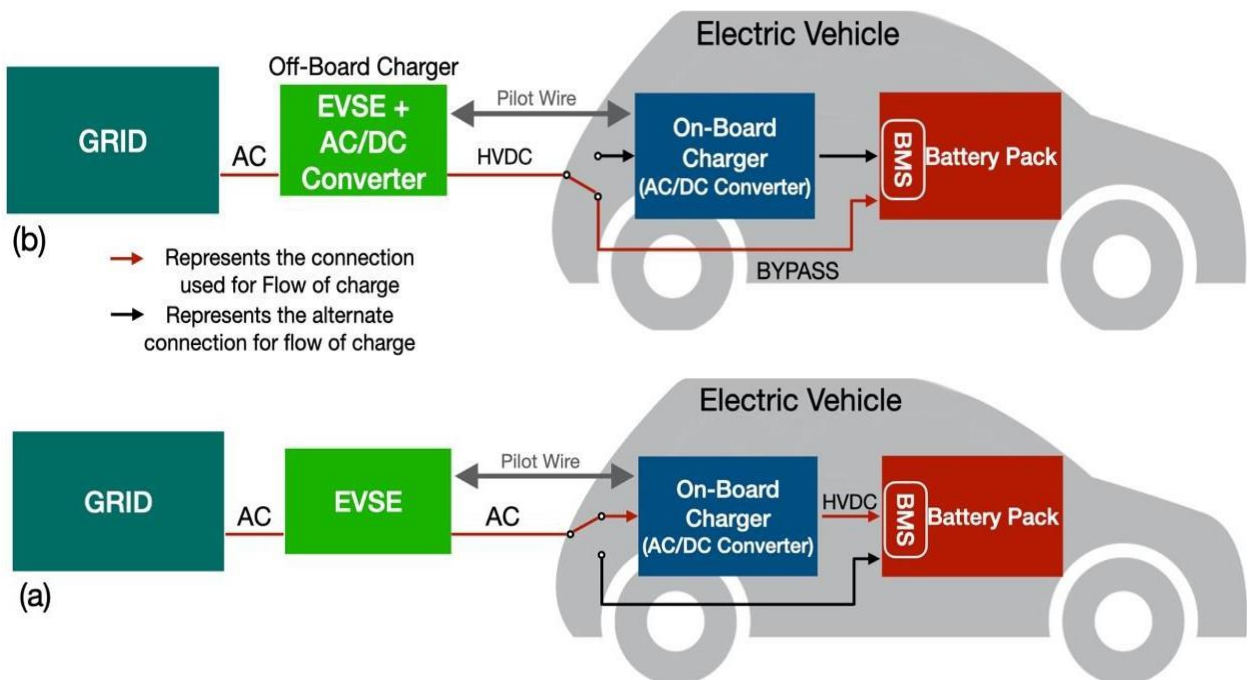 Electric Vehicle
Off-Board Charger
GRID
AC
EVSE +
AC/DC
Converter
Pilot Wire
HVDC
On-Board
Charger
(AC/DC Converter)
BMS
Battery Pack
BYPASS
(b)
Represents the connection
used for Flow of charge
Represents the alternate
connection for flow of charge
Electric Vehicle
GRID
AC
EVSE
Pilot Wire
AC
On-Board
Charger
(AC/DC Converter)
HVDC
BMS
Battery Pack
(a)